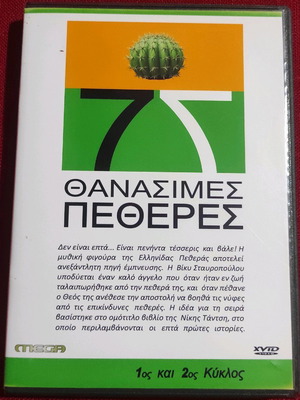 77
ΘΑΝΑΣΙΜΕΣ
ΠΕΘΕΡΕΣ
Δεν είναι επτά... Είναι πενήντα τέσσερις και βάλε! Η
μυθική φιγούρα της Ελληνίδας Πεθεράς αποτελεί
ανεξάντλητη πηγή έμπνευσης. Η Βίκυ Σταυροπούλου
υποδύεται έναν καλό άγγελο που όταν ήταν εν ζωή
ταλαιπωρήθηκε από την πεθερά της, και όταν πέθανε
ο Θεός της ανέθεσε την αποστολή να βοηθά τις νύφες
από τις επικίνδυνες πεθερές. Η ιδέα για τη σειρά
βασίστηκε στο ομότιτλο βιβλίο της Νίκης Τάντση, στο
οποίο περιλαμβάνονται οι επτά πρώτες ιστορίες.
MEGA
XVID
1ος και 2ος Κύκλος